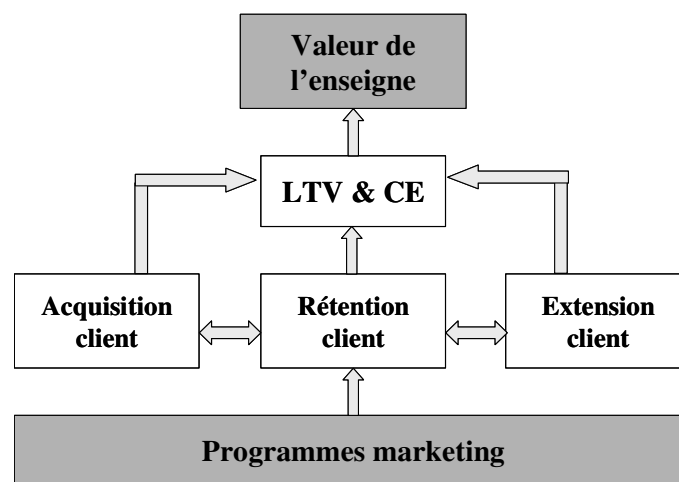 Valeur de
l'enseigne
LTV & CE
Acquisition
client
Rétention
client
Extension
client
Programmes marketing